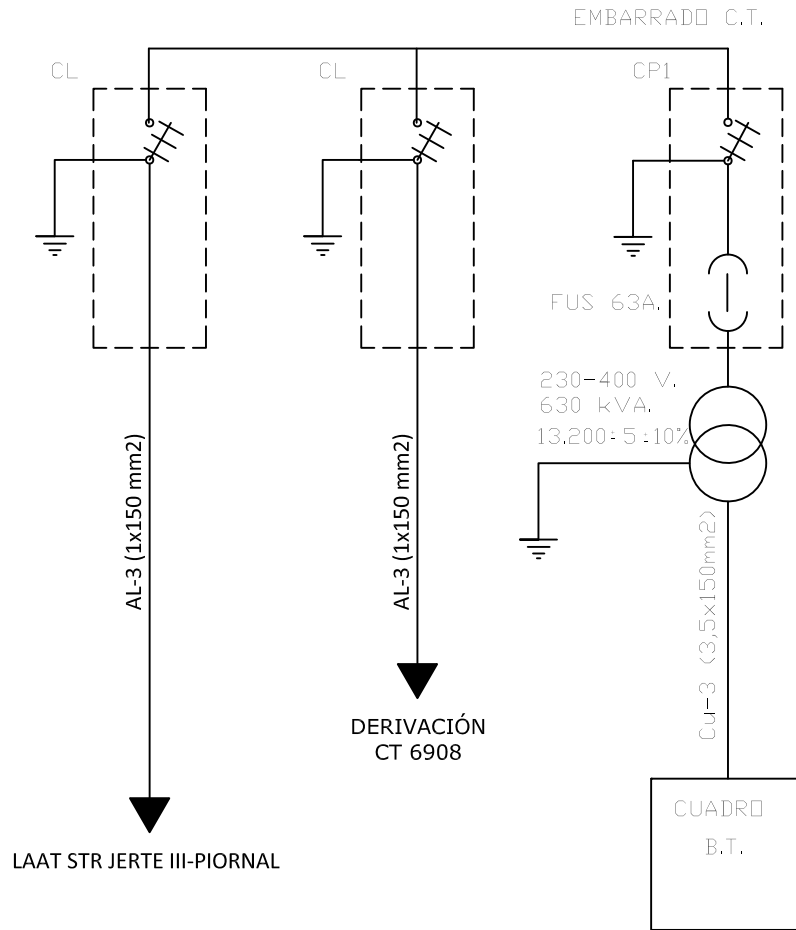 EMBARRADO C.T.
CL
CL
CP1
FUS 63A.
230-400 V.
630 kVA.
13.200±5±10%
AL-3 (1x150 mm2)
AL-3 (1x150 mm2)
Cu-3 (3,5x150mm2)
DERIVACIÓN
CT 6908
CUADRO
B.T.
LAAT STR JERTE III-PIORNAL